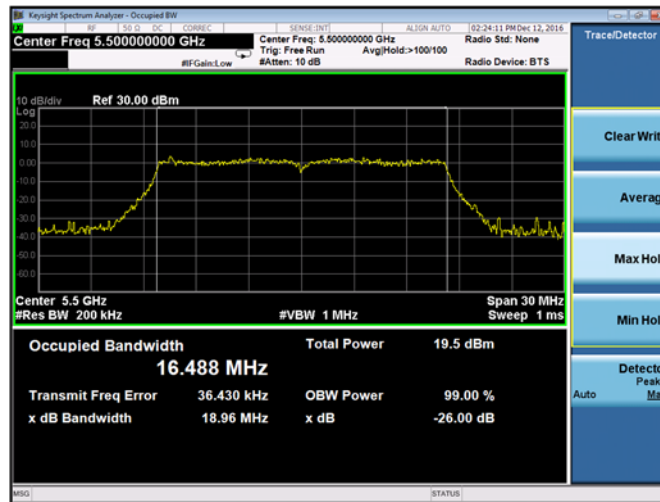 Keysight Spectrum Analyzer - Occupied BW
RF 50 Ω DC CORREC SENSE:INT ALIGN AUTO 02:24:11 PM Dec 12, 2016
Center Freq 5.500000000 GHz Center Freq: 5.500000000 GHz Radio Std: None
Trig: Free Run Avg|Hold:>100/100
#IFGain:Low #Atten: 10 dB Radio Device: BTS
Trace/Detector
10 dB/div Ref 30.00 dBm
Log
20.0
10.0
0.00
-10.0
-20.0
-30.0
-40.0
-50.0
-60.0
Center 5.5 GHz Span 30 MHz
#Res BW 200 kHz #VBW 1 MHz Sweep 1 ms
Occupied Bandwidth Total Power 19.5 dBm
16.488 MHz
Transmit Freq Error 36.430 kHz OBW Power 99.00 %
x dB Bandwidth 18.96 MHz x dB -26.00 dB
Clear Writ
Averag
Max Hol
Min Hol
Detecto
Peak
Auto Ma
MSG STATUS